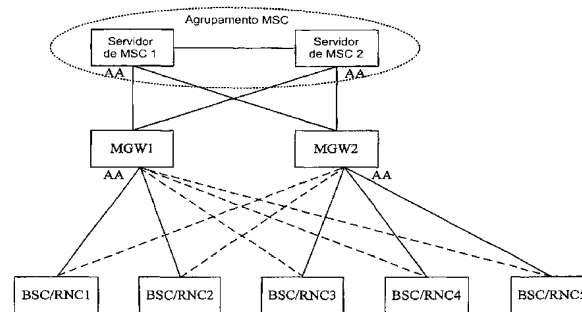 Agrupamento MSC
Servidor
de MSC 1
Servidor
de MSC 2
AA
AA
MGW1
MGW2
AA
AA
BSC/RNC1
BSC/RNC2
BSC/RNC3
BSC/RNC4
BSC/RNC5